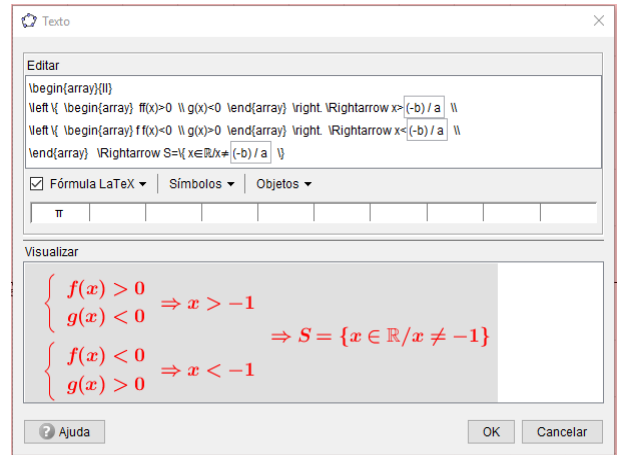 Texto
Editar
\begin{array}{ll}
\left \{ \begin{array} ff(x)>0 \\ g(x)<0 \end{array} \right. \Rightarrow x> (-b) / a \\
\left \{ \begin{array} f f(x)<0 \\ g(x)>0 \end{array} \right. \Rightarrow x< (-b) / a \\
\end{array} \Rightarrow S=\{ x∈ℝ/x≠ (-b) / a \}
Fórmula LaTeX Símbolos Objetos
π
Visualizar
f(x) > 0
g(x) < 0
⇒ x > −1
⇒ S = {x ∈ ℝ/x ≠ −1}
f(x) < 0
g(x) > 0
⇒ x < −1
Ajuda OK Cancelar